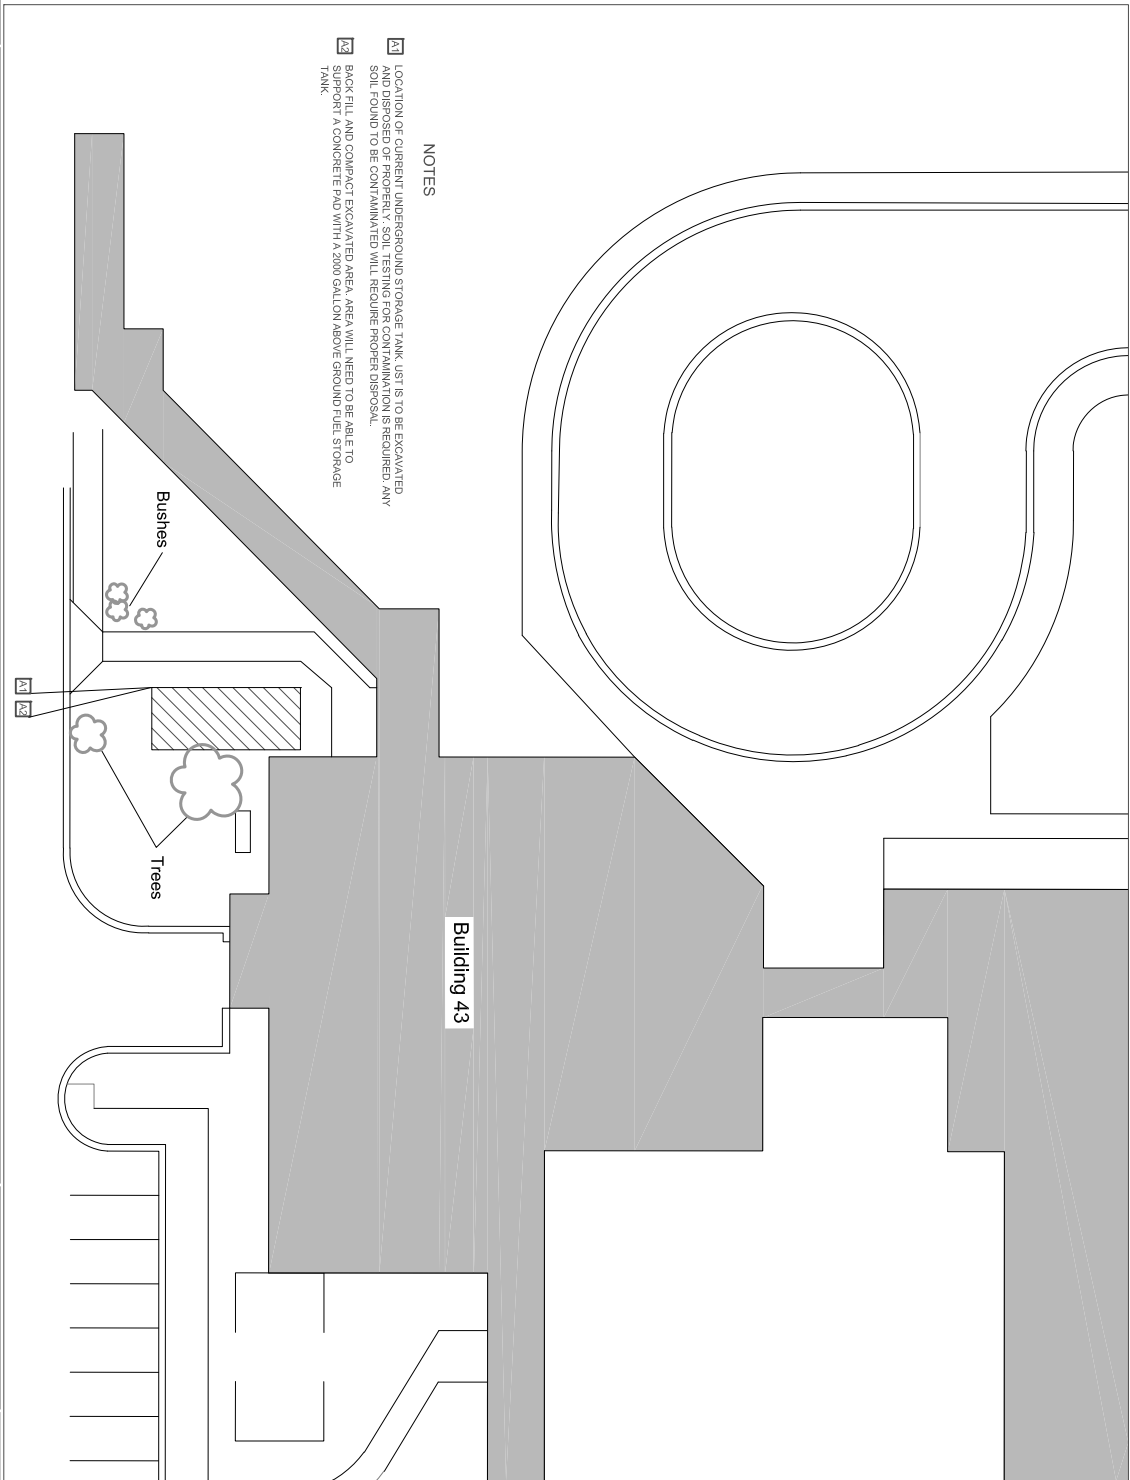 NOTES
A1 LOCATION OF CURRENT UNDERGROUND STORAGE TANK. UST IS TO BE EXCAVATED
AND DISPOSED OF PROPERLY. SOIL TESTING FOR CONTAMINATION IS REQUIRED. ANY
SOIL FOUND TO BE CONTAMINATED WILL REQUIRE PROPER DISPOSAL.
A2 BACK FILL AND COMPACT EXCAVATED AREA. AREA WILL NEED TO BE ABLE TO
SUPPORT A CONCRETE PAD WITH A 2000 GALLON ABOVE GROUND FUEL STORAGE
TANK.
Building 43
Bushes
Trees
A1
A2